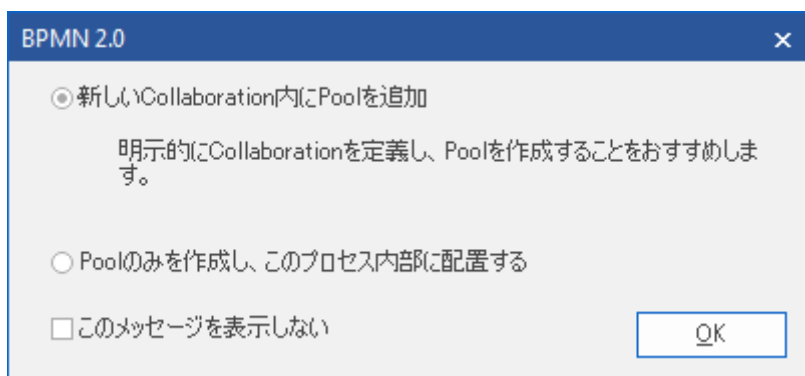 BPMN 2.0
新しいCollaboration内にPoolを追加
明示的にCollaborationを定義し、Poolを作成することをおすすめしま
す。
Poolのみを作成し、このプロセス内部に配置する
このメッセージを表示しない
OK